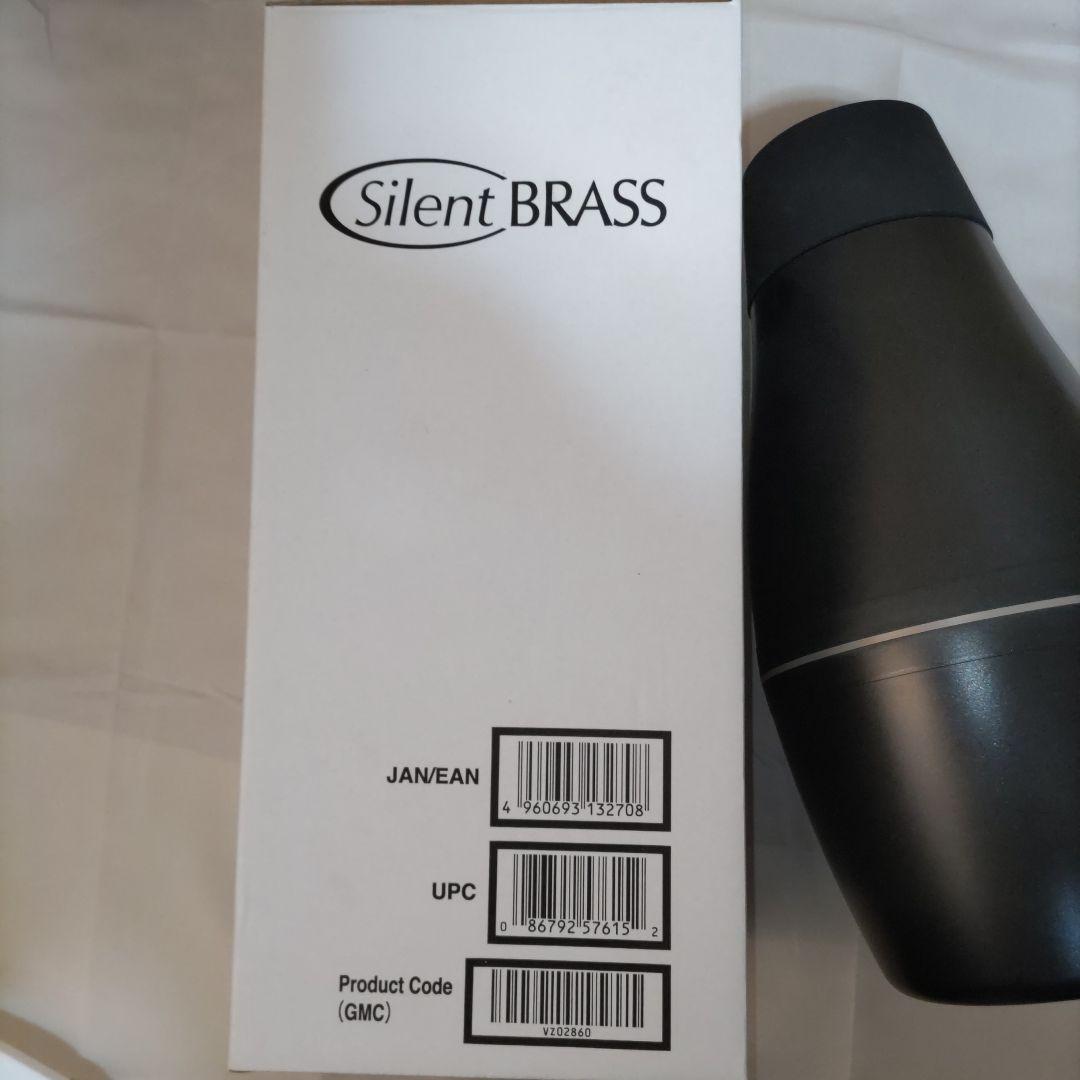 Silent BRASS
JAN/EAN
4 960693 132708
UPC
0 86792 57615 2
Product Code
(GMC)
VZ02860